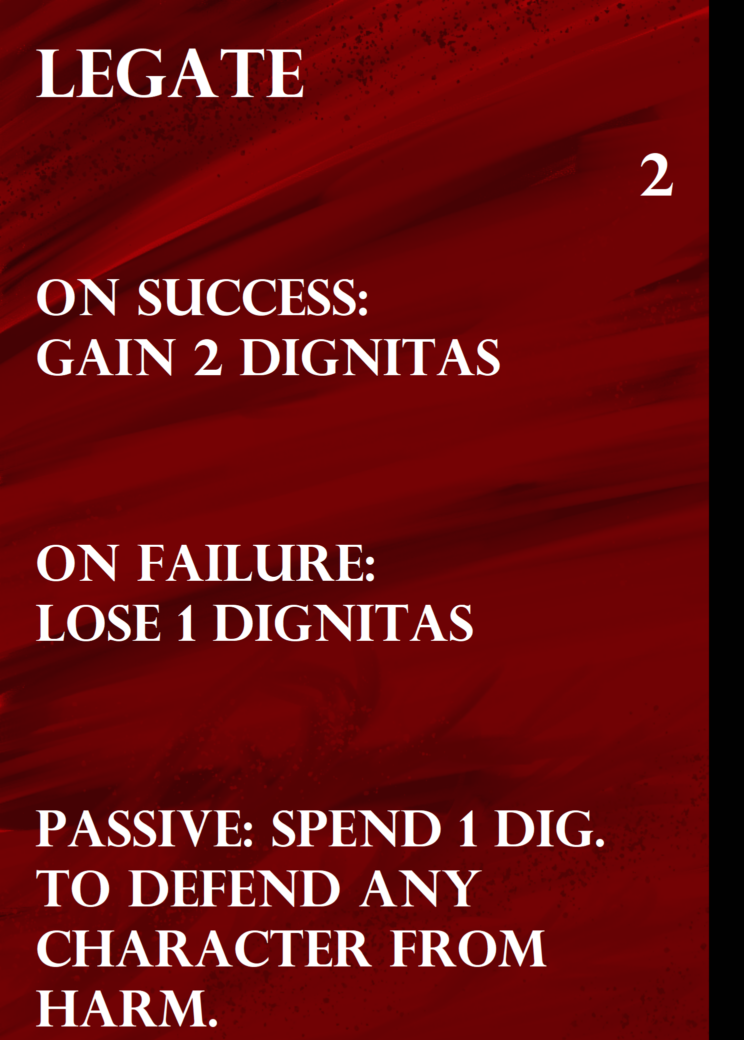 LEGATE
2
ON SUCCESS:
GAIN 2 DIGNITAS
ON FAILURE:
LOSE 1 DIGNITAS
PASSIVE: SPEND 1 DIG.
TO DEFEND ANY
CHARACTER FROM
HARM.